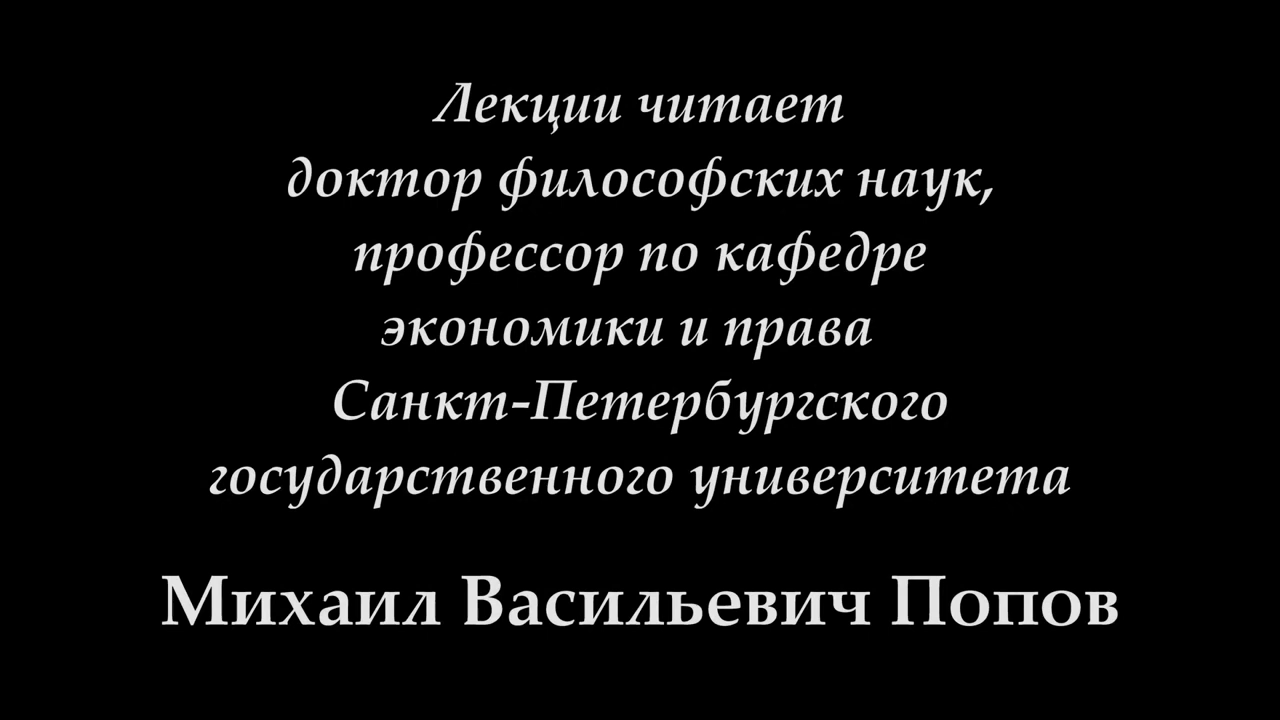 Лекции читает
доктор философских наук,
профессор по кафедре
экономики и права
Санкт-Петербургского
государственного университета
Михаил Васильевич Попов